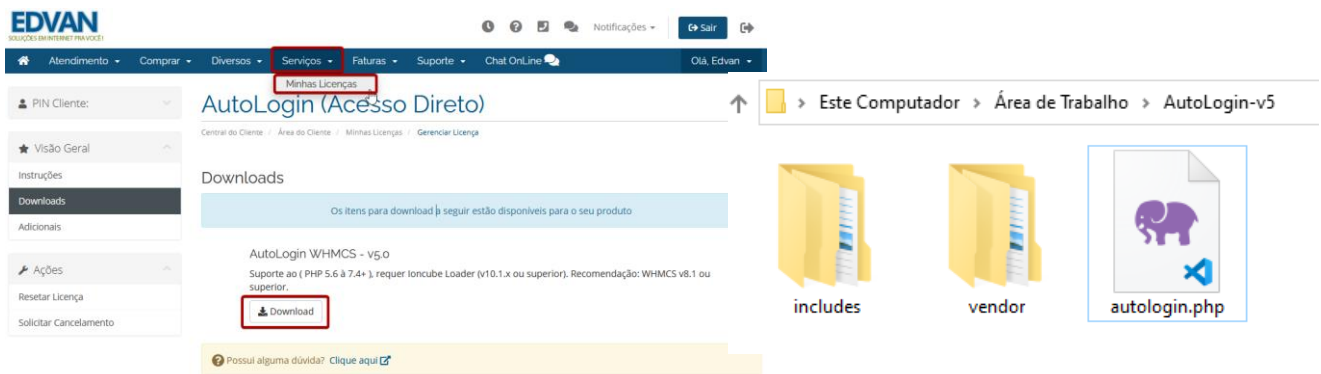 EDVAN
SOLUÇÕES EM INTERNET PRA VOCÊ!
Notificações
Sair
Atendimento Comprar Diversos Serviços Faturas Suporte Chat OnLine Olá, Edvan
Minhas Licenças
PIN Cliente:
Visão Geral
Instruções
Downloads
Adicionais
Ações
Resetar Licença
Solicitar Cancelamento
AutoLogin (Acesso Direto)
Central do Cliente / Área do Cliente / Minhas Licenças / Gerenciar Licença
Downloads
Os itens para download a seguir estão disponíveis para o seu produto
AutoLogin WHMCS - v5.0
Suporte ao ( PHP 5.6 à 7.4+ ), requer Ioncube Loader (v10.1.x ou superior). Recomendação: WHMCS v8.1 ou
superior.
Download
Possui alguma dúvida? Clique aqui
Este Computador > Área de Trabalho > AutoLogin-v5
includes
vendor
autologin.php